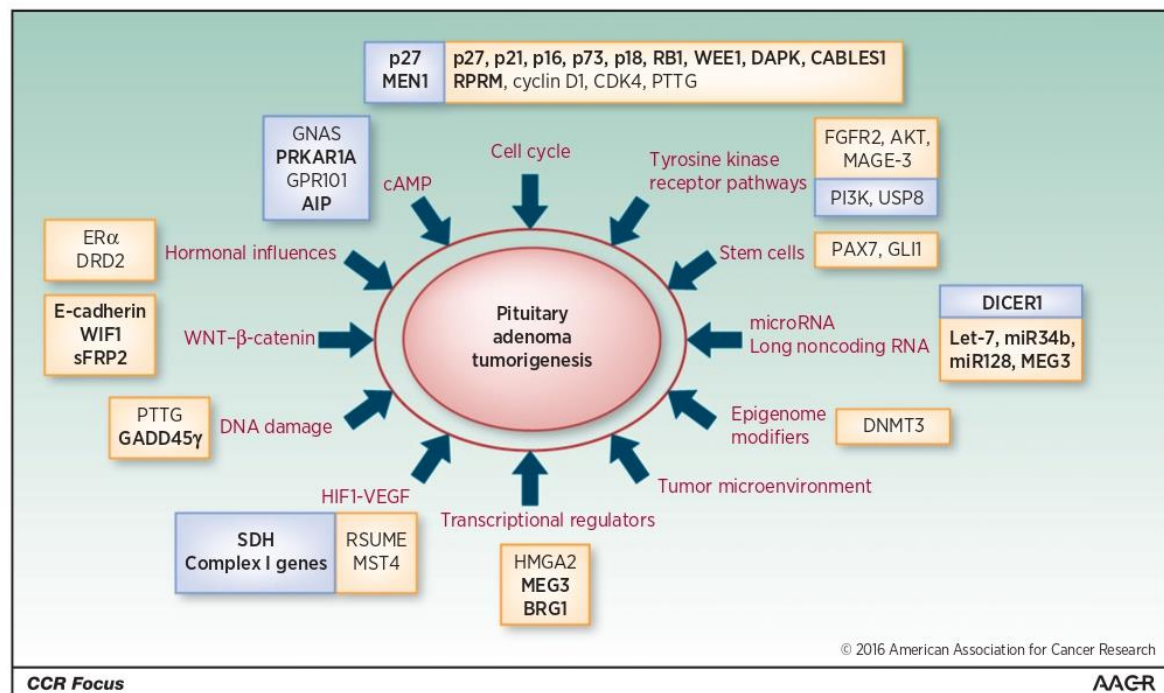 p27
MEN1
p27, p21, p16, p73, p18, RB1, WEE1, DAPK, CABLES1
RPRM, cyclin D1, CDK4, PTTG
GNAS
PRKAR1A
GPR101
AIP
cAMP
Cell cycle
Tyrosine kinase
receptor pathways
FGFR2, AKT,
MAGE-3
PI3K, USP8
ERα
DRD2
Hormonal influences
Stem cells
PAX7, GLI1
E-cadherin
WIF1
sFRP2
WNT–β-catenin
Pituitary
adenoma
tumorigenesis
microRNA
Long noncoding RNA
DICER1
Let-7, miR34b,
miR128, MEG3
PTTG
GADD45γ
DNA damage
Epigenome
modifiers
DNMT3
HIF1-VEGF
SDH
Complex I genes
RSUME
MST4
Transcriptional regulators
HMGA2
MEG3
BRG1
Tumor microenvironment
© 2016 American Association for Cancer Research
CCR Focus
AACR